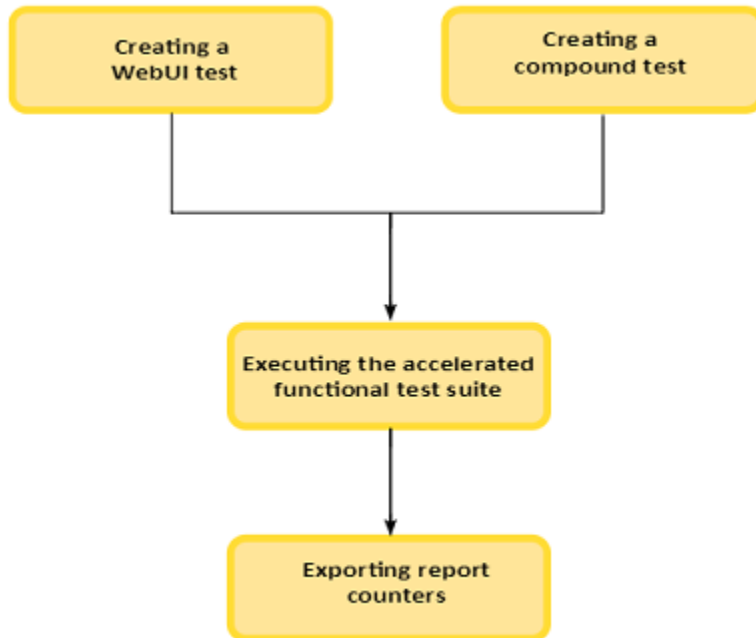 Creating a
WebUI test
Creating a
compound test
Executing the accelerated
functional test suite
Exporting report
counters